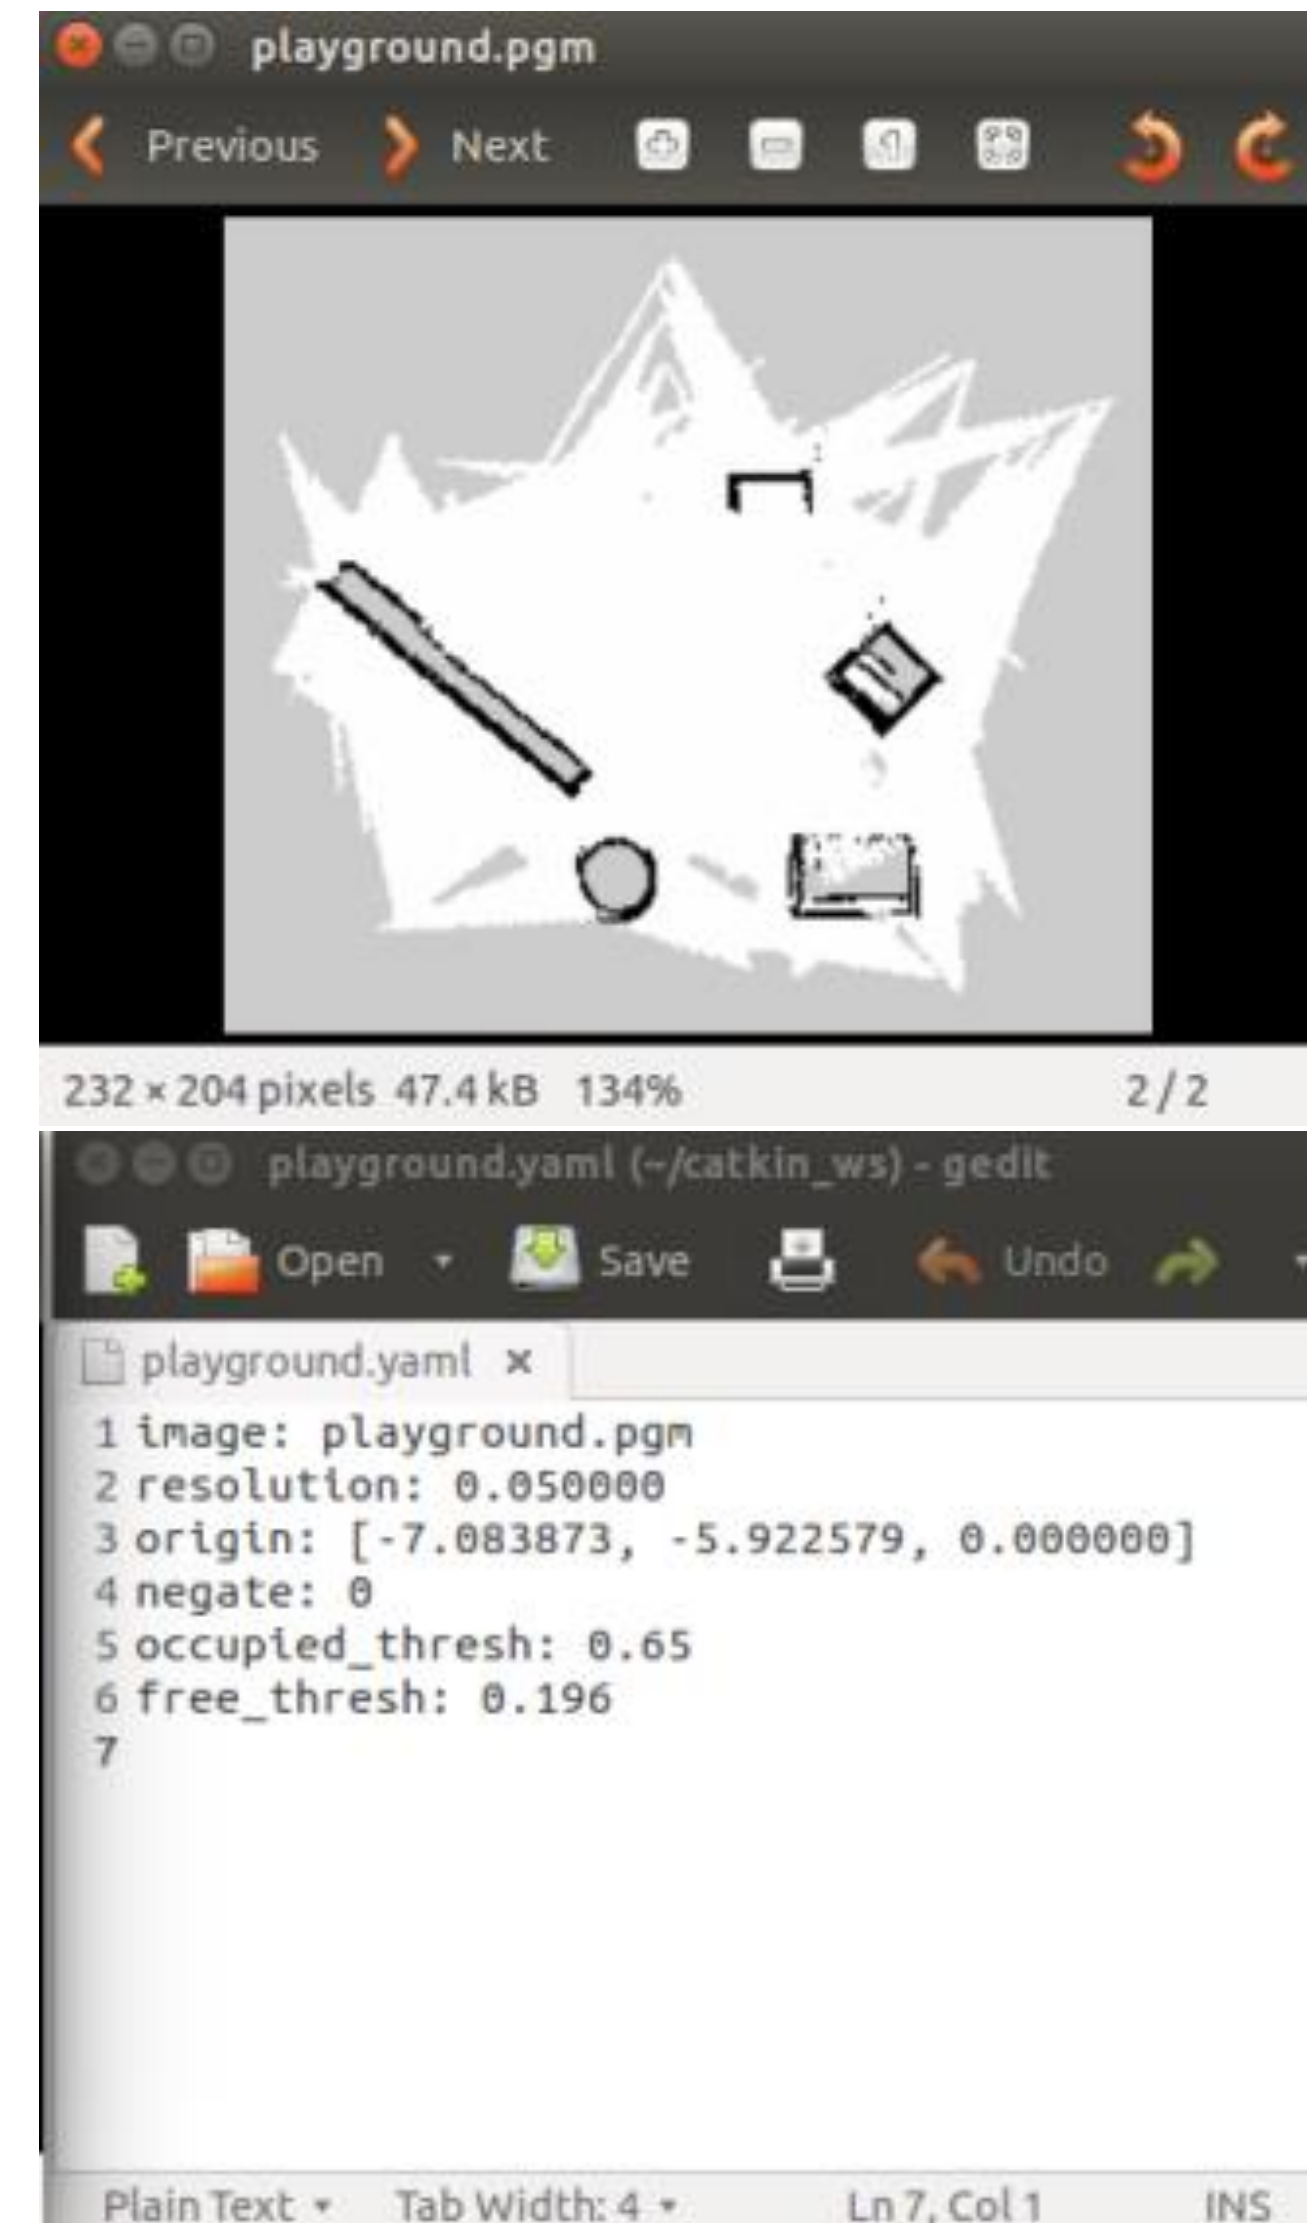 playground.pgm
Previous Next
232 × 204 pixels 47.4 kB 134% 2 / 2
playground.yaml (~/catkin_ws) - gedit
Open Save Undo
playground.yaml ×
1 image: playground.pgm
2 resolution: 0.050000
3 origin: [-7.083873, -5.922579, 0.000000]
4 negate: 0
5 occupied_thresh: 0.65
6 free_thresh: 0.196
7
Plain Text Tab Width: 4 Ln 7, Col 1 INS